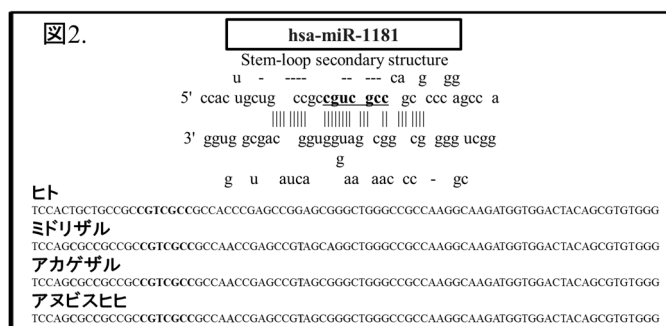 図2.
hsa-miR-1181
Stem-loop secondary structure
u - ---- -- --- ca g gg
5' ccac ugcug ccgccguc gcc gc ccc agcc a
|||| ||||| |||||||| ||| || ||| ||||
3' ggug gcgac ggugguag cgg cg ggg ucgg
g
g u auca aa aac cc - gc
ヒト
TCCACTGCTGCCGCCGTCGCCGCCACCCGAGCCGGAGCGGGCTGGGCCGCCAAGGCAAGATGGTGGACTACAGCGTGTGGG
ミドリザル
TCCAGCGCCGCCGCCGTCGCCGCCAACCGAGCCGTAGCAGGCTGGGCCGCCAAGGCAAGATGGTGGACTACAGCGTGTGGG
アカゲザル
TCCAGCGCCGCCGCCGTCGCCGCCAACCGAGCCGTAGCGGGCTGGGCCGCCAAGGCAAGATGGTGGACTACAGCGTGTGGG
アヌビスヒヒ
TCCAGCGCCGCCGCCGTCGCCGCCAACCGAGCCGTAGCGGGCTGGGCCGCCAAGGCAAGATGGTGGACTACAGCGTGTGGG